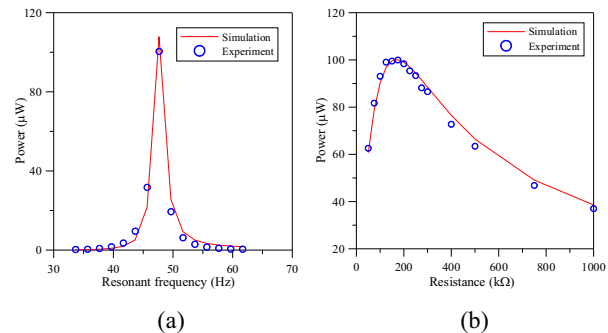 120
80
40
0
Power (μW)
30
40
50
60
70
Resonant frequency (Hz)
Simulation
Experiment
(a)
120
100
80
60
40
20
Power (μW)
0
200
400
600
800
1000
Resistance (kΩ)
Simulation
Experiment
(b)